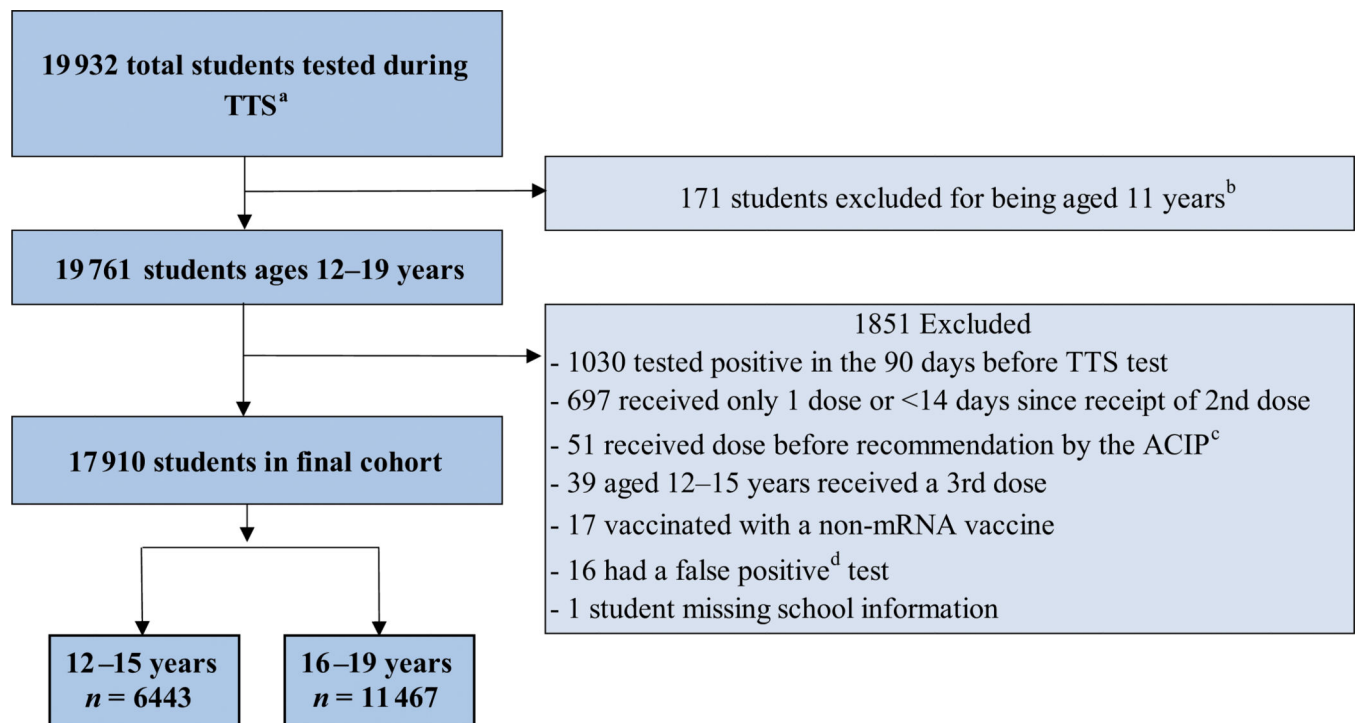 19 932 total students tested during
TTSᵃ
171 students excluded for being aged 11 yearsᵇ
19 761 students ages 12–19 years
1851 Excluded
- 1030 tested positive in the 90 days before TTS test
- 697 received only 1 dose or <14 days since receipt of 2nd dose
- 51 received dose before recommendation by the ACIPᶜ
- 39 aged 12–15 years received a 3rd dose
- 17 vaccinated with a non-mRNA vaccine
- 16 had a false positiveᵈ test
- 1 student missing school information
17 910 students in final cohort
12–15 years
n = 6443
16–19 years
n = 11 467